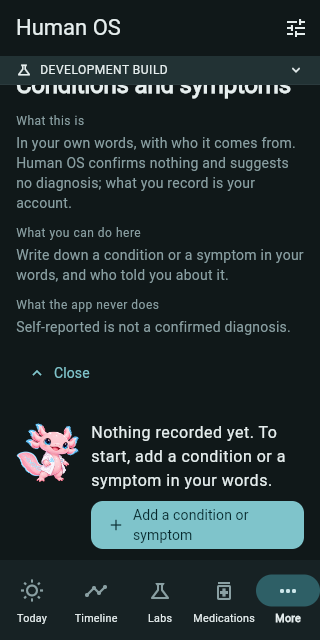 Human OS
DEVELOPMENT BUILD
Conditions and symptoms
What this is
In your own words, with who it comes from.
Human OS confirms nothing and suggests
no diagnosis; what you record is your
account.
What you can do here
Write down a condition or a symptom in your
words, and who told you about it.
What the app never does
Self-reported is not a confirmed diagnosis.
Close
Nothing recorded yet. To
start, add a condition or a
symptom in your words.
Add a condition or
symptom
Today
Timeline
Labs
Medications
More